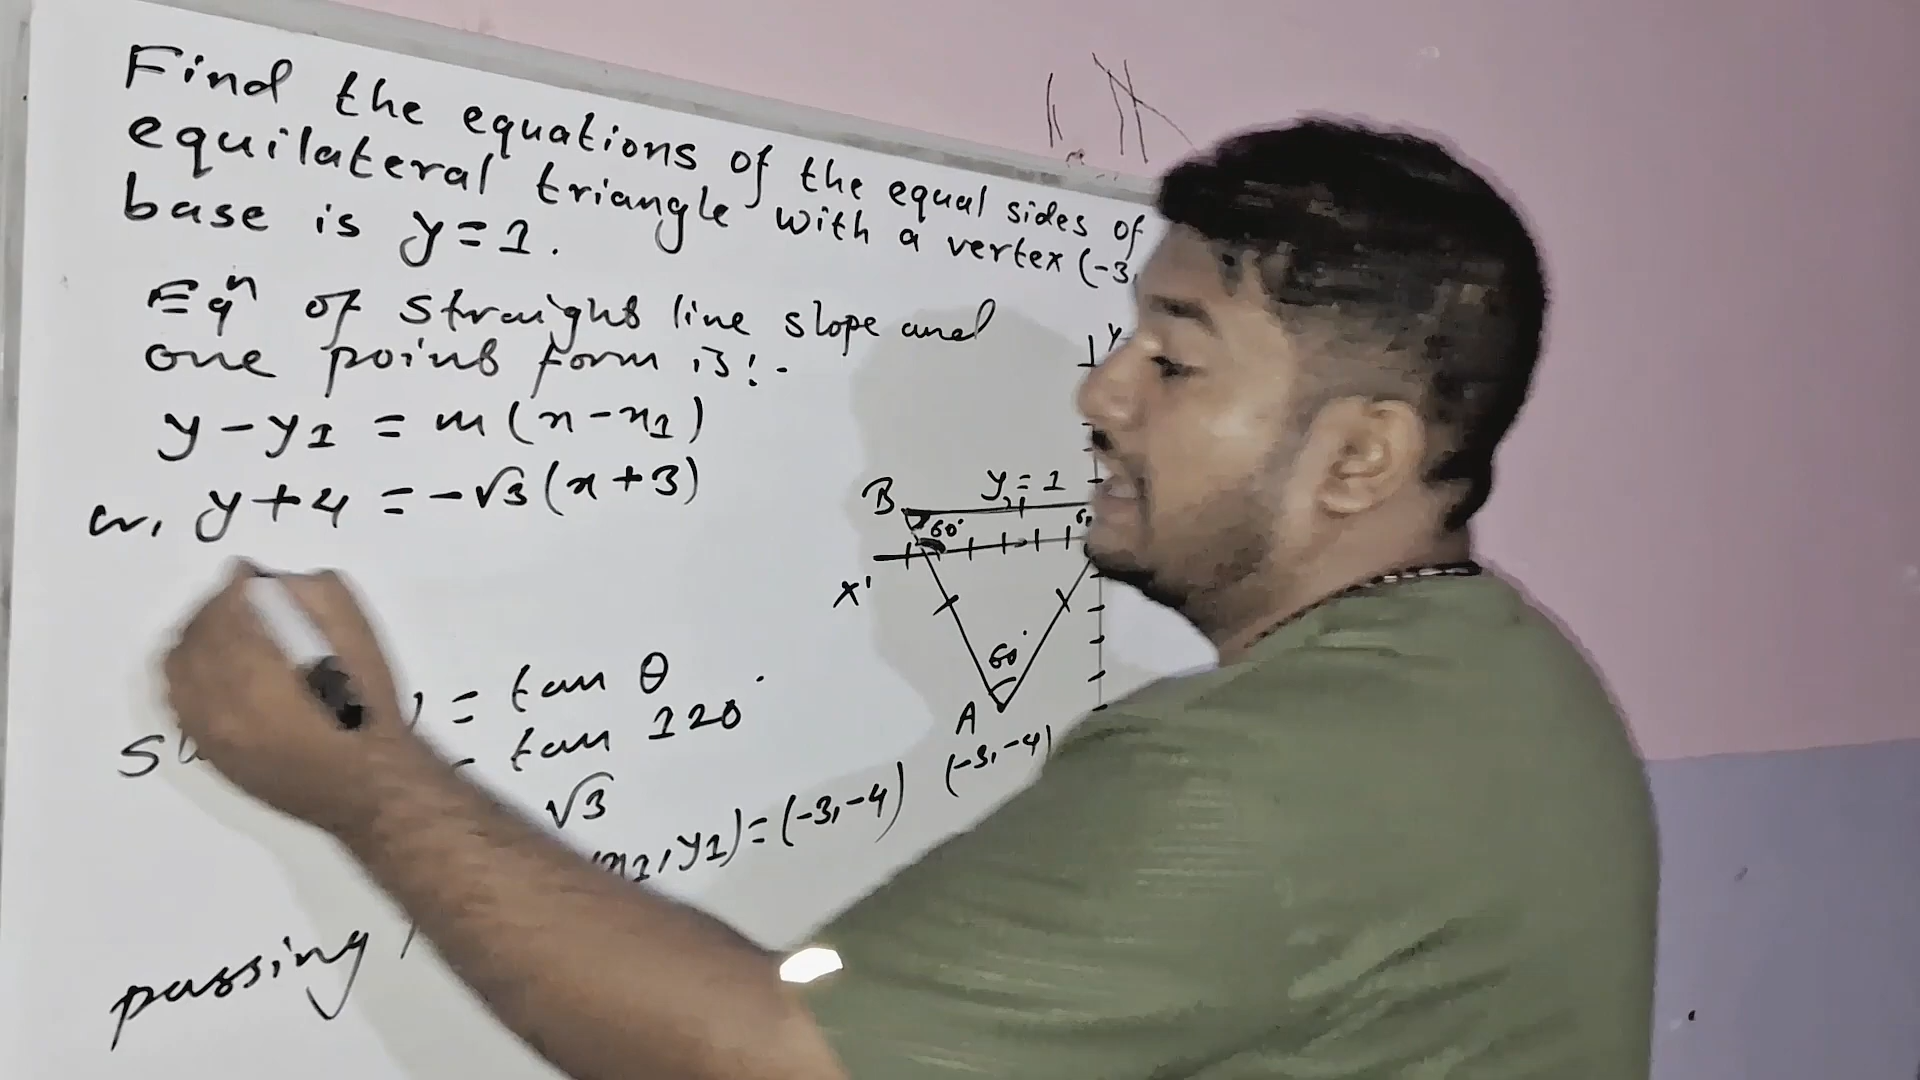 Find the equations of the equal sides of
equilateral triangle with a vertex (-3,
base is y=1.
Eqⁿ of straight line slope and
one point form is:-
y-y1 = m(x-x1)
or, y+4 = -√3(x+3)
= tan θ
= tan 120°
√3
(x1, y1) = (-3,-4)
passing
Y
B
y=1
60°
X'
60°
A
(-3,-4)